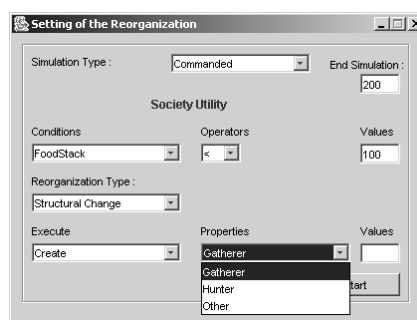 Setting of the Reorganization
Simulation Type : Commanded End Simulation :
200
Society Utility
Conditions Operators Values
FoodStack < 100
Reorganization Type :
Structural Change
Execute Properties Values
Create Gatherer
Gatherer
Hunter
Other